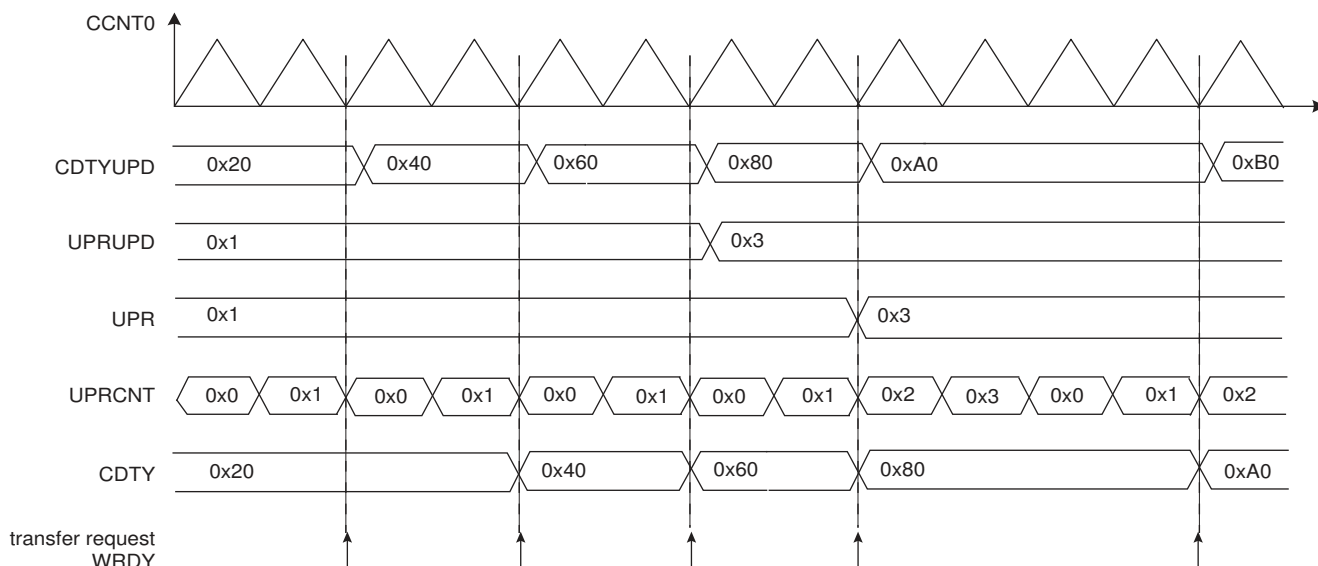 CCNT0
CDTYUPD 0x20 0x40 0x60 0x80 0xA0 0xB0
UPRUPD 0x1 0x3
UPR 0x1 0x3
UPRCNT 0x0 0x1 0x0 0x1 0x0 0x1 0x0 0x1 0x2 0x3 0x0 0x1 0x2
CDTY 0x20 0x40 0x60 0x80 0xA0
transfer request
WRDY